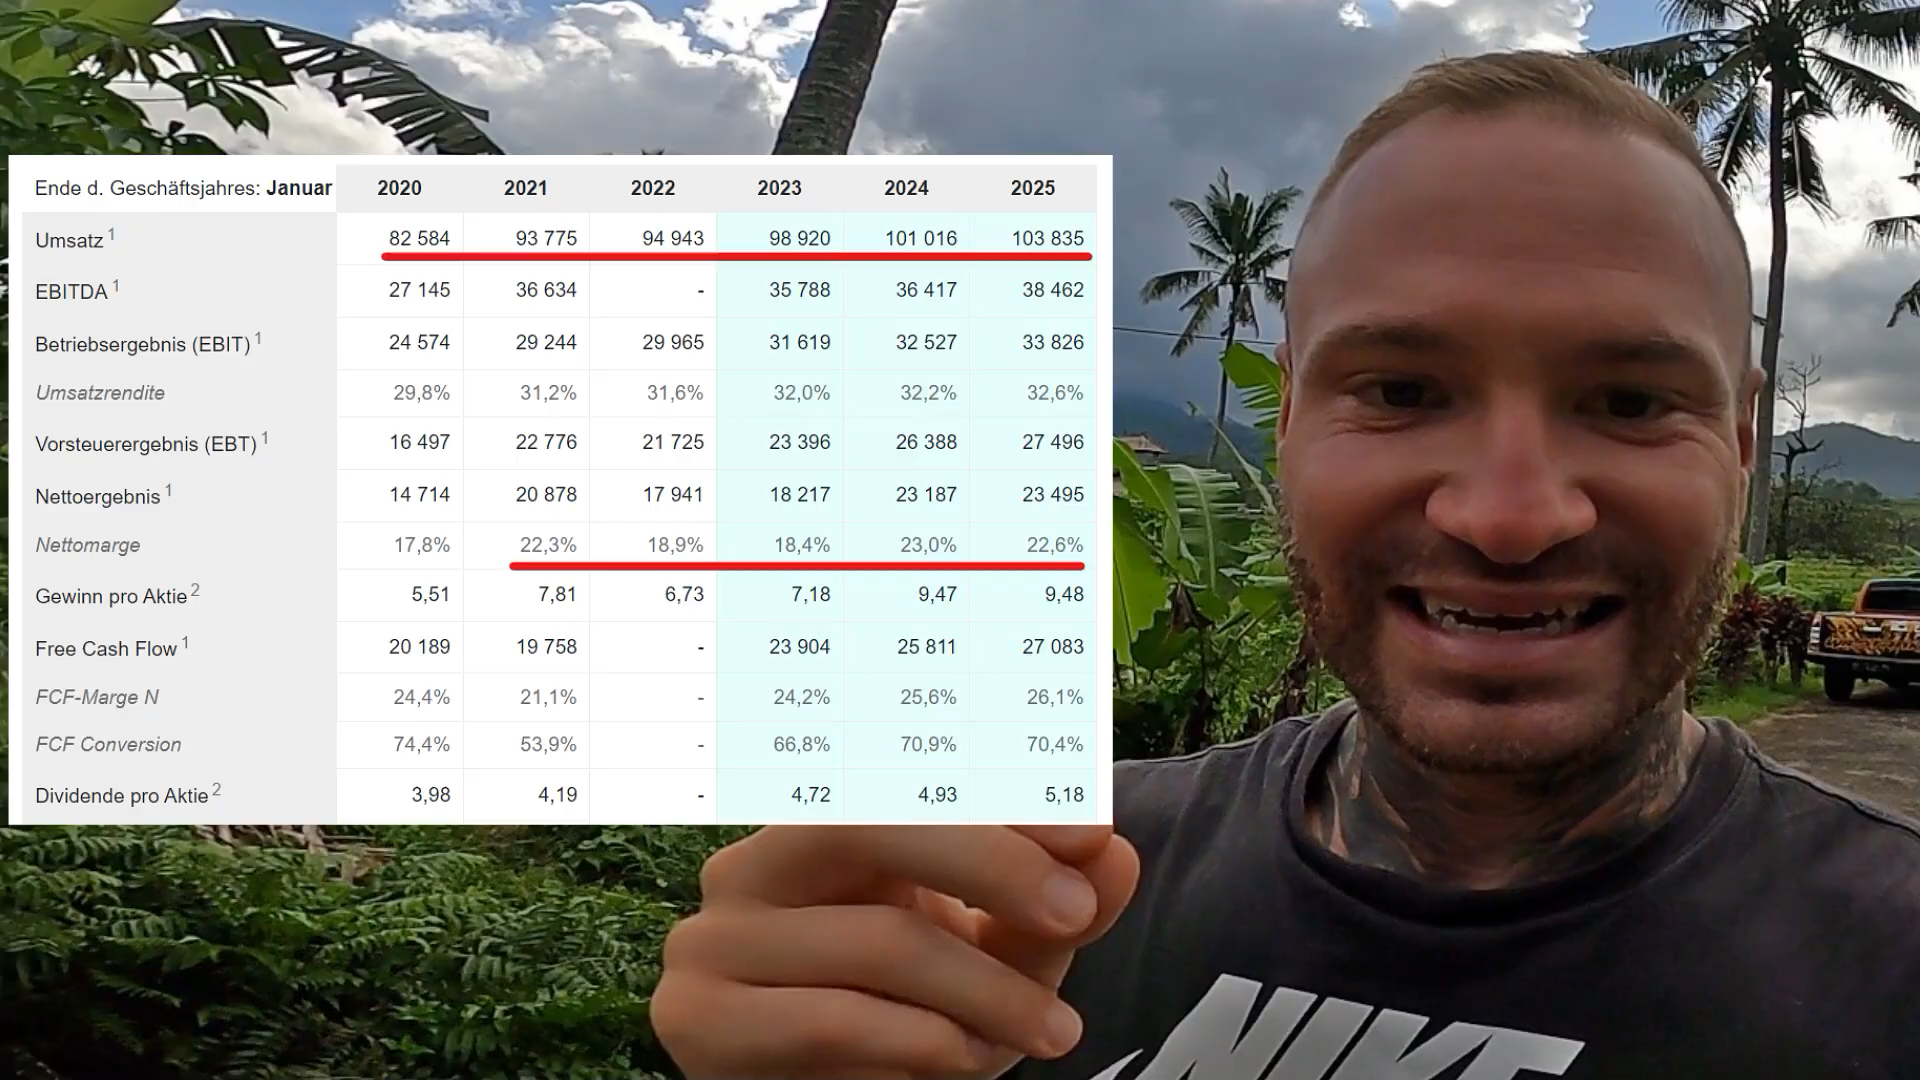 Ende d. Geschäftsjahres: Januar 2020 2021 2022 2023 2024 2025
Umsatz 1 82 584 93 775 94 943 98 920 101 016 103 835
EBITDA 1 27 145 36 634 - 35 788 36 417 38 462
Betriebsergebnis (EBIT) 1 24 574 29 244 29 965 31 619 32 527 33 826
Umsatzrendite 29,8% 31,2% 31,6% 32,0% 32,2% 32,6%
Vorsteuerergebnis (EBT) 1 16 497 22 776 21 725 23 396 26 388 27 496
Nettoergebnis 1 14 714 20 878 17 941 18 217 23 187 23 495
Nettomarge 17,8% 22,3% 18,9% 18,4% 23,0% 22,6%
Gewinn pro Aktie 2 5,51 7,81 6,73 7,18 9,47 9,48
Free Cash Flow 1 20 189 19 758 - 23 904 25 811 27 083
FCF-Marge N 24,4% 21,1% - 24,2% 25,6% 26,1%
FCF Conversion 74,4% 53,9% - 66,8% 70,9% 70,4%
Dividende pro Aktie 2 3,98 4,19 - 4,72 4,93 5,18
NIKE